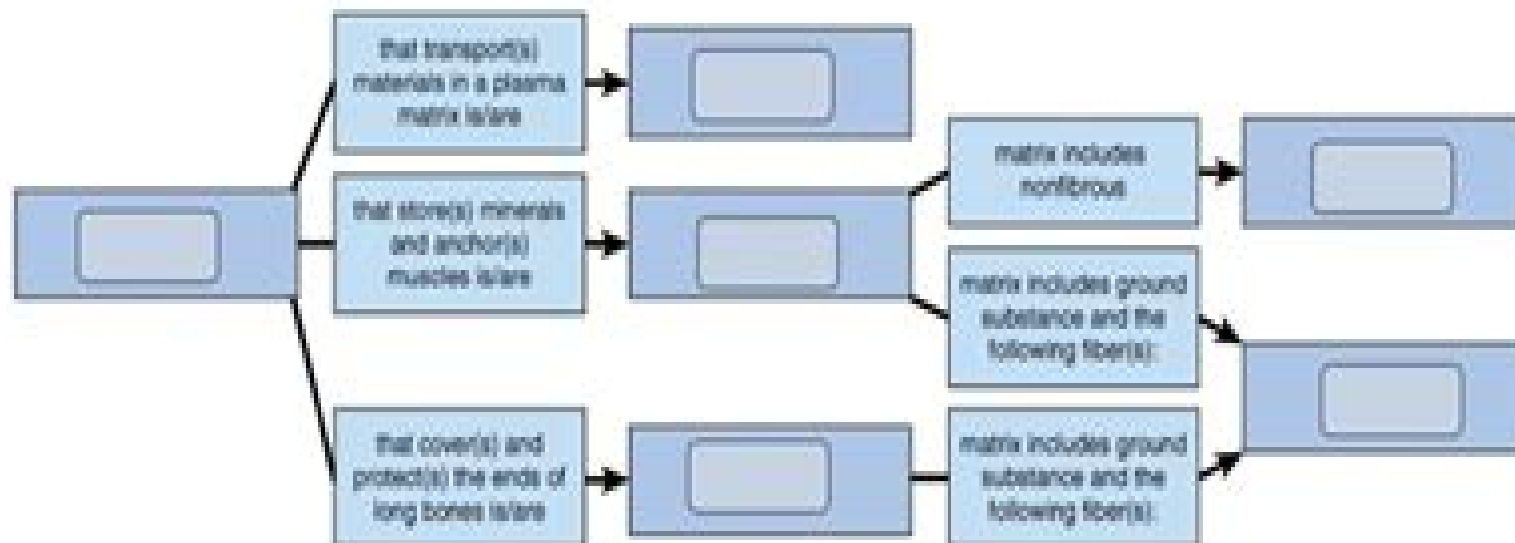 that transport(s)
materials in a plasma
matrix is/are
matrix includes
nonfibrous
that store(s) minerals
and anchor(s)
muscles is/are
matrix includes ground
substance and the
following fiber(s):
that cover(s) and
protect(s) the ends of
long bones is/are
matrix includes ground
substance and the
following fiber(s):